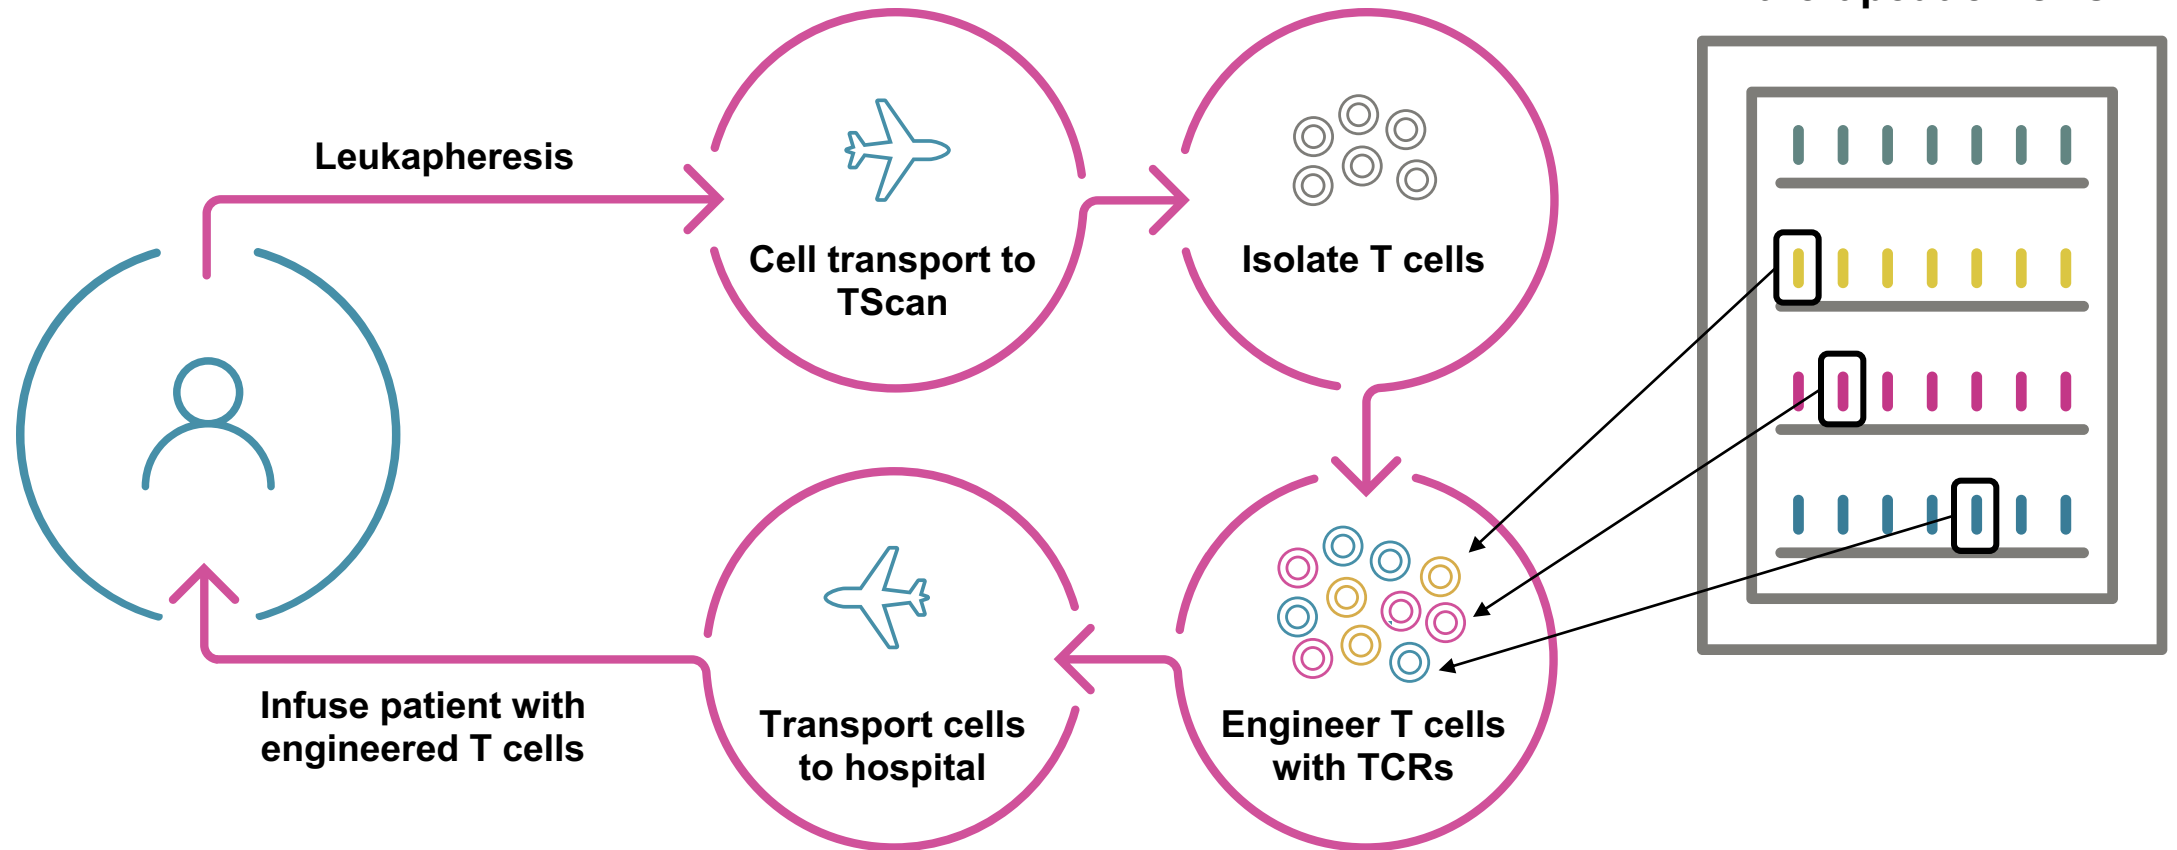 Leukapheresis
Cell transport to
TScan
Isolate T cells
Engineer T cells
with TCRs
Transport cells
to hospital
Infuse patient with
engineered T cells